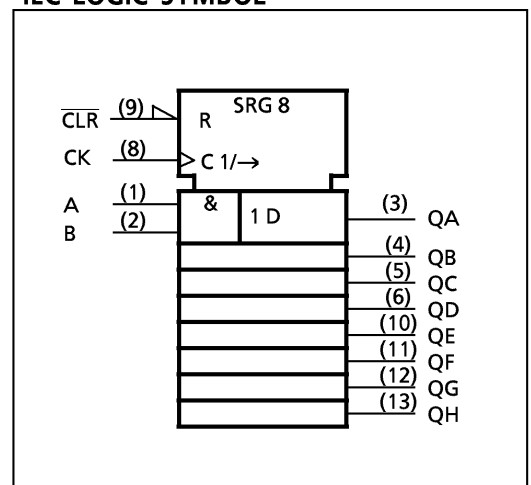 IEC LOGIC SYMBOL
SRG 8
CLR (9) R
CK (8) C 1/→
A (1) & 1 D (3) QA
B (2)
(4) QB
(5) QC
(6) QD
(10) QE
(11) QF
(12) QG
(13) QH